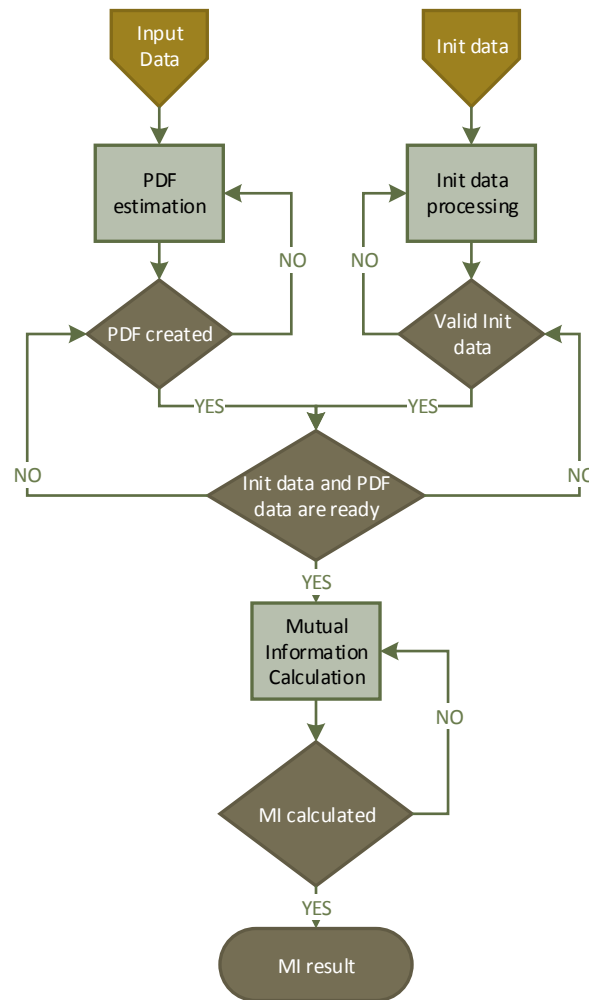 Input
Data
Init data
PDF
estimation
Init data
processing
NO
NO
PDF created
Valid Init
data
YES
YES
NO
Init data and PDF
data are ready
NO
YES
Mutual
Information
Calculation
NO
MI calculated
YES
MI result